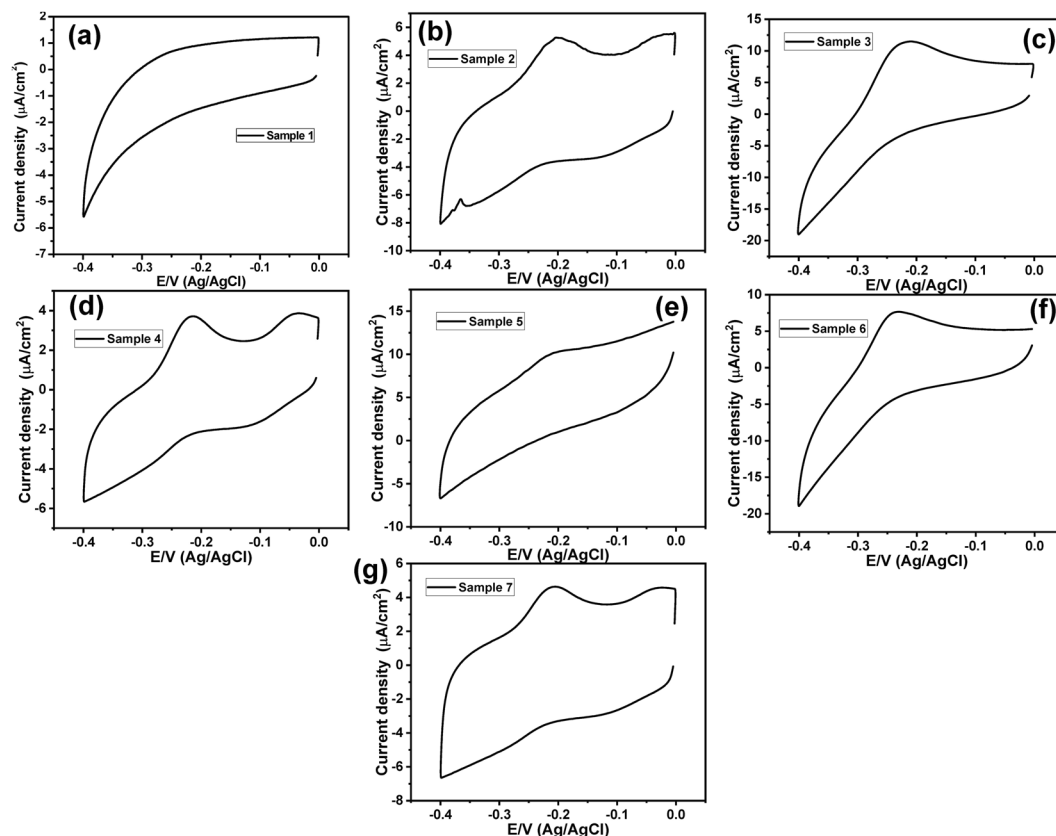 (a)
Sample 1
Current density (μA/cm²)
2
1
0
-1
-2
-3
-4
-5
-6
-7
-0.4 -0.3 -0.2 -0.1 0.0
E/V (Ag/AgCl)
(b)
Sample 2
Current density (μA/cm²)
8
6
4
2
0
-2
-4
-6
-8
-10
-0.4 -0.3 -0.2 -0.1 0.0
E/V (Ag/AgCl)
(c)
Sample 3
Current density (μA/cm²)
15
10
5
0
-5
-10
-15
-20
-0.4 -0.3 -0.2 -0.1 0.0
E/V (Ag/AgCl)
(d)
Sample 4
Current density (μA/cm²)
4
2
0
-2
-4
-6
-0.4 -0.3 -0.2 -0.1 0.0
E/V (Ag/AgCl)
(e)
Sample 5
Current density (μA/cm²)
15
10
5
0
-5
-10
-0.4 -0.3 -0.2 -0.1 0.0
E/V (Ag/AgCl)
(f)
Sample 6
Current density (μA/cm²)
10
5
0
-5
-10
-15
-20
-0.4 -0.3 -0.2 -0.1 0.0
E/V (Ag/AgCl)
(g)
Sample 7
Current density (μA/cm²)
6
4
2
0
-2
-4
-6
-8
-0.4 -0.3 -0.2 -0.1 0.0
E/V (Ag/AgCl)